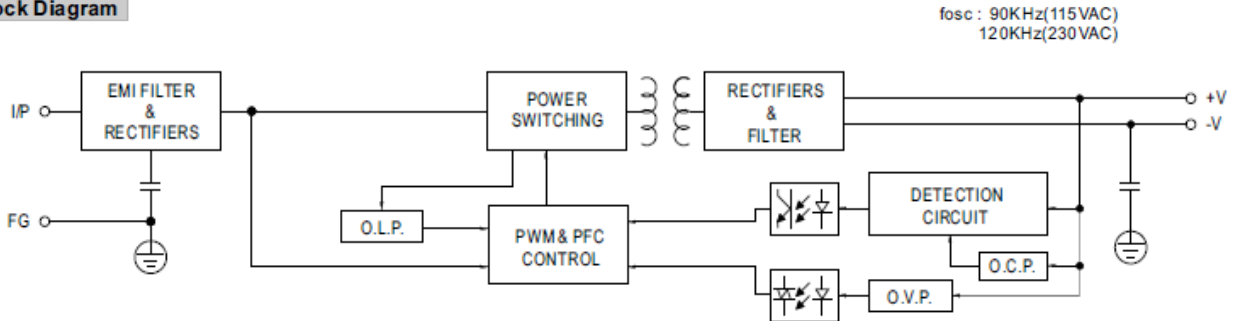 ock Diagram
fosc : 90KHz(115VAC)
120KHz(230VAC)
I/P
EMI FILTER
&
RECTIFIERS
POWER
SWITCHING
RECTIFIERS
&
FILTER
+V
-V
FG
O.L.P.
PWM & PFC
CONTROL
DETECTION
CIRCUIT
O.C.P.
O.V.P.